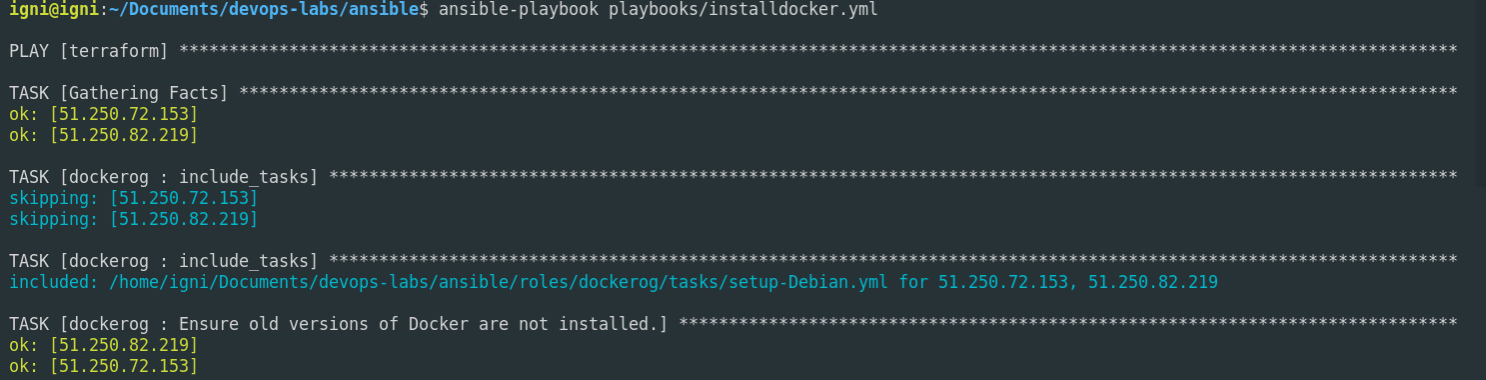 igni@igni:~/Documents/devops-labs/ansible$ ansible-playbook playbooks/installdocker.yml
PLAY [terraform] ********************************************************************************************************************************
TASK [Gathering Facts] **************************************************************************************************************************
ok: [51.250.72.153]
ok: [51.250.82.219]
TASK [dockerog : include_tasks] *****************************************************************************************************************
skipping: [51.250.72.153]
skipping: [51.250.82.219]
TASK [dockerog : include_tasks] *****************************************************************************************************************
included: /home/igni/Documents/devops-labs/ansible/roles/dockerog/tasks/setup-Debian.yml for 51.250.72.153, 51.250.82.219
TASK [dockerog : Ensure old versions of Docker are not installed.] ******************************************************************************
ok: [51.250.82.219]
ok: [51.250.72.153]